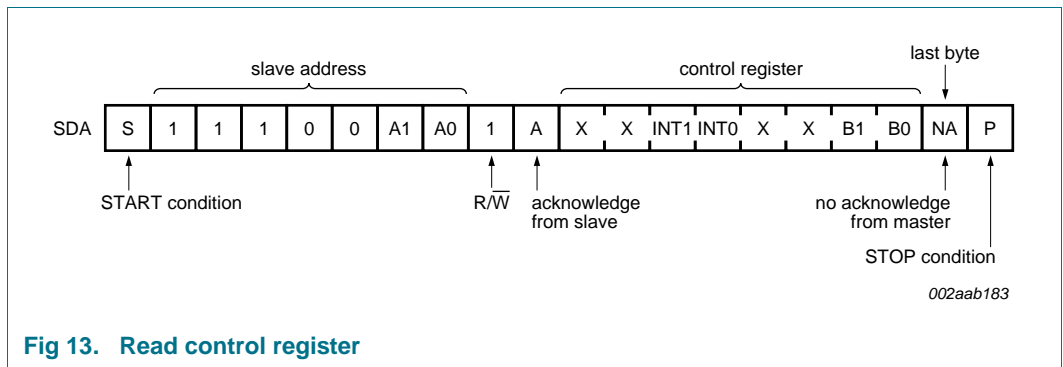 last byte
slave address control register
SDA S 1 1 1 0 0 A1 A0 1 A X X INT1 INT0 X X B1 B0 NA P
START condition R/W̅ acknowledge from slave no acknowledge from master
STOP condition
002aab183
Fig 13. Read control register